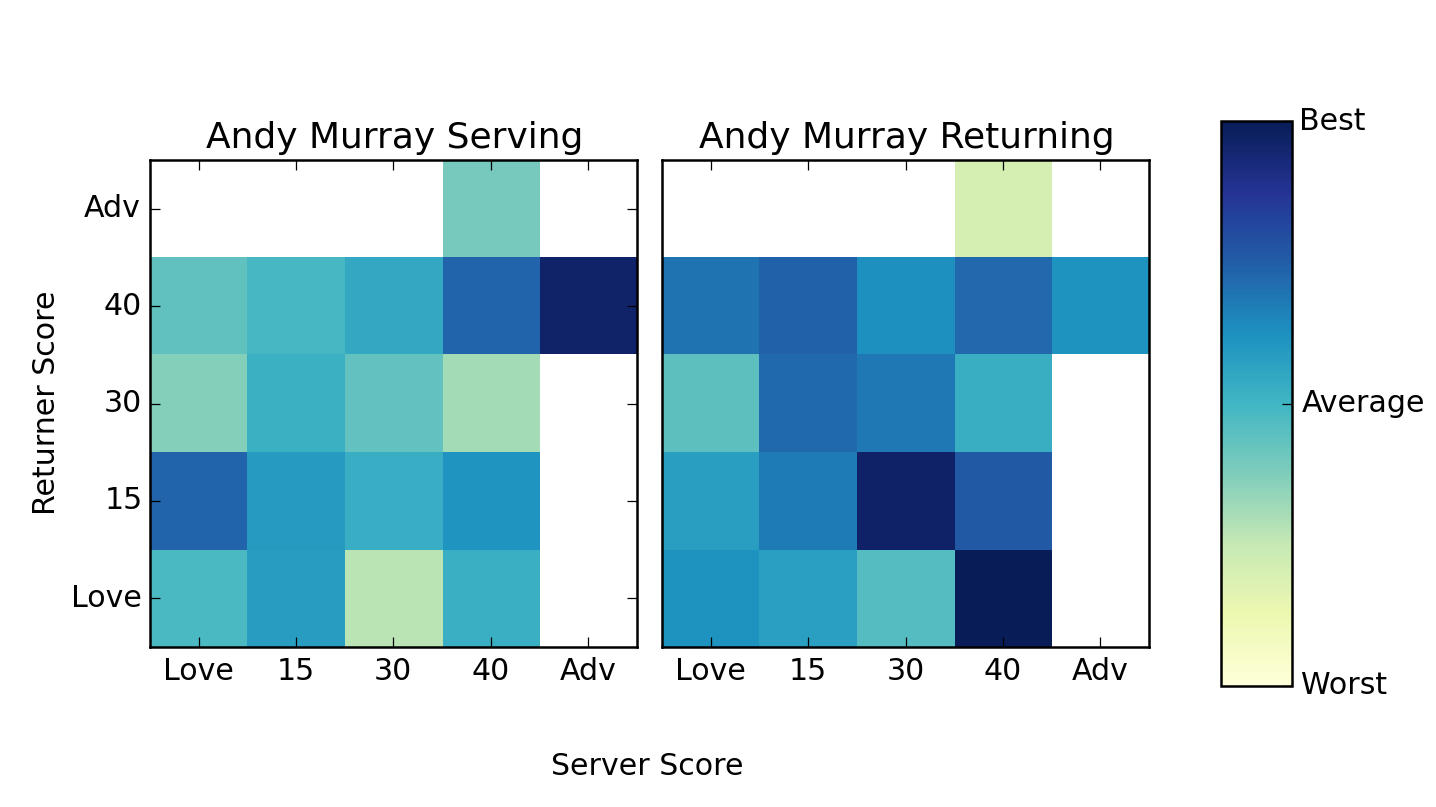 Andy Murray Serving
Andy Murray Returning
Best
Average
Worst
Returner Score
Adv
40
30
15
Love
Love 15 30 40 Adv
Love 15 30 40 Adv
Server Score